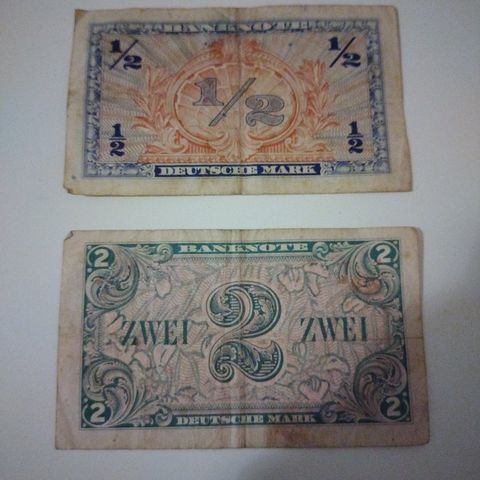 BANKNOTE
1/2 1/2
1/2
1/2 1/2
DEUTSCHE MARK
BANKNOTE
2 2
ZWEI 2 ZWEI
2 2
DEUTSCHE MARK